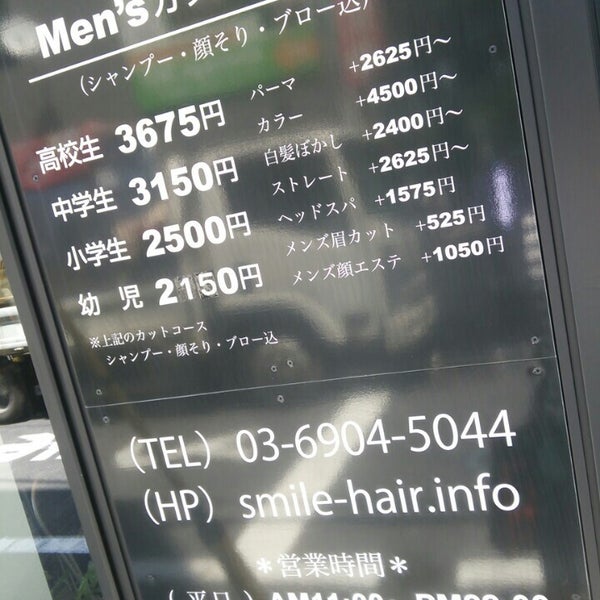 Men's カ
（シャンプー・顔そり・ブロー込）
高校生 3675円
中学生 3150円
小学生 2500円
幼 児 2150円
パーマ +2625円～
カラー +4500円～
白髪ぼかし +2400円～
ストレート +2625円～
ヘッドスパ +1575円
メンズ眉カット +525円
メンズ顔エステ +1050円
※上記のカットコース
シャンプー・顔そり・ブロー込
（TEL）03-6904-5044
（HP）smile-hair.info
＊営業時間＊
（平日）AM11:00～